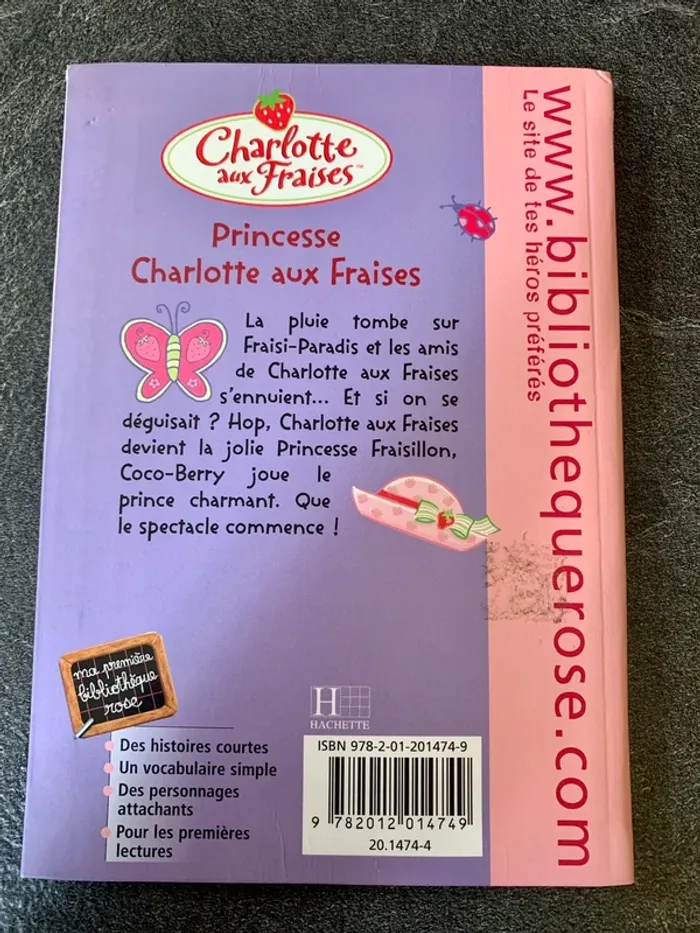 Charlotte
aux Fraises™
Princesse
Charlotte aux Fraises
La pluie tombe sur
Fraisi-Paradis et les amis
de Charlotte aux Fraises
s'ennuient... Et si on se
déguisait ? Hop, Charlotte aux Fraises
devient la jolie Princesse Fraisillon,
Coco-Berry joue le
prince charmant. Que
le spectacle commence !
ma première
bibliothèque
rose
Des histoires courtes
Un vocabulaire simple
Des personnages
attachants
Pour les premières
lectures
H
HACHETTE
ISBN 978-2-01-201474-9
9 782012 014749
20.1474-4
www.bibliothequerose.com
Le site de tes héros préférés